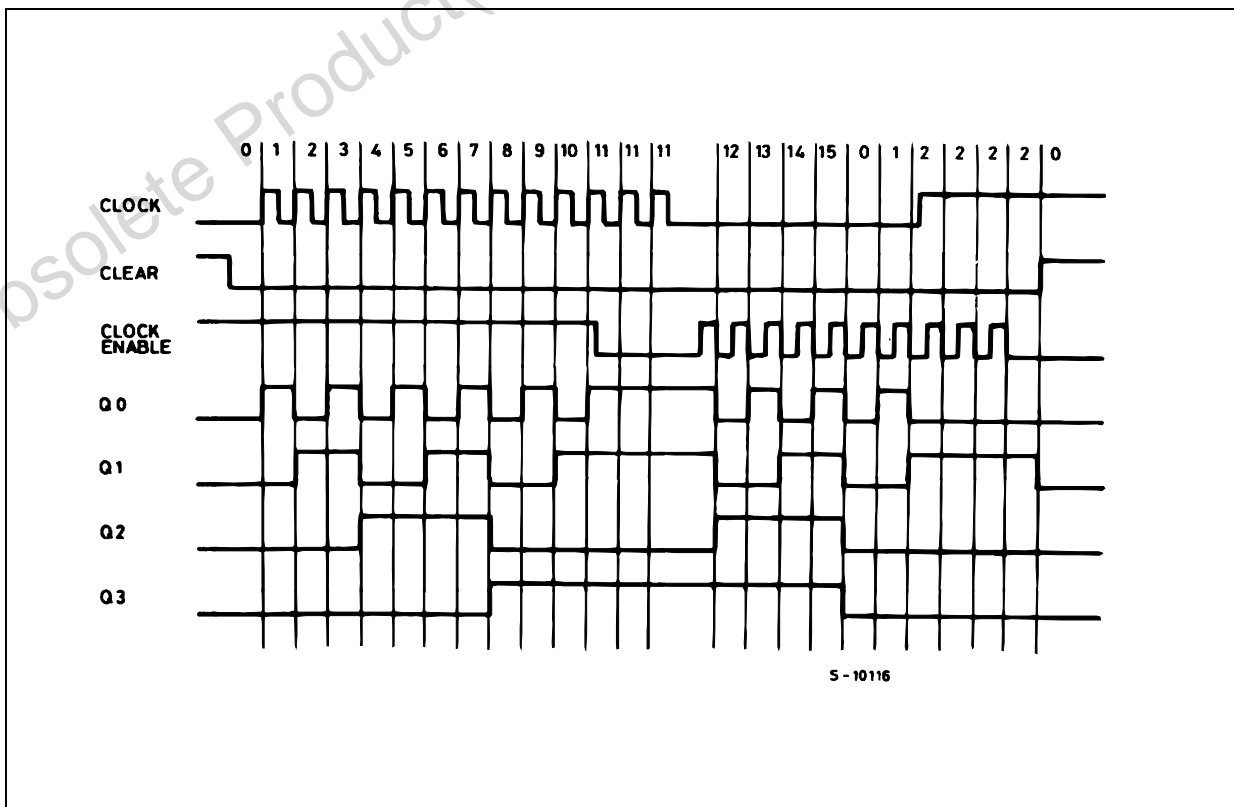 bsolete Product(
0 1 2 3 4 5 6 7 8 9 10 11 11 11 12 13 14 15 0 1 2 2 2 2 0
CLOCK
CLEAR
CLOCK
ENABLE
Q0
Q1
Q2
Q3
S-10116